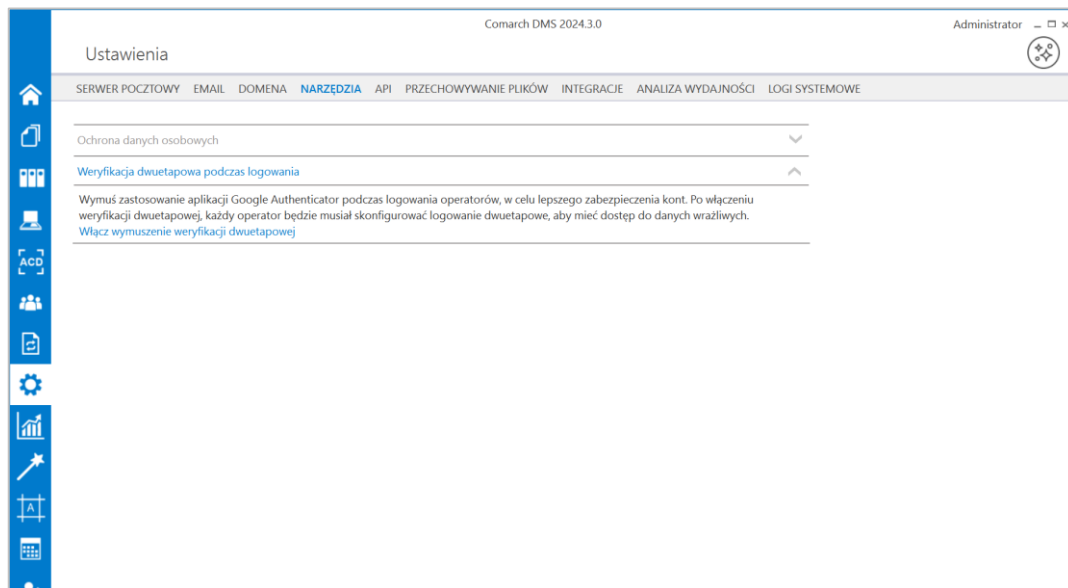 Comarch DMS 2024.3.0
Administrator
Ustawienia
SERWER POCZTOWY EMAIL DOMENA NARZĘDZIA API PRZECHOWYWANIE PLIKÓW INTEGRACJE ANALIZA WYDAJNOŚCI LOGI SYSTEMOWE
Ochrona danych osobowych
Weryfikacja dwuetapowa podczas logowania
Wymuś zastosowanie aplikacji Google Authenticator podczas logowania operatorów, w celu lepszego zabezpieczenia kont. Po włączeniu
weryfikacji dwuetapowej, każdy operator będzie musiał skonfigurować logowanie dwuetapowe, aby mieć dostęp do danych wrażliwych.
Włącz wymuszenie weryfikacji dwuetapowej
ACD
A